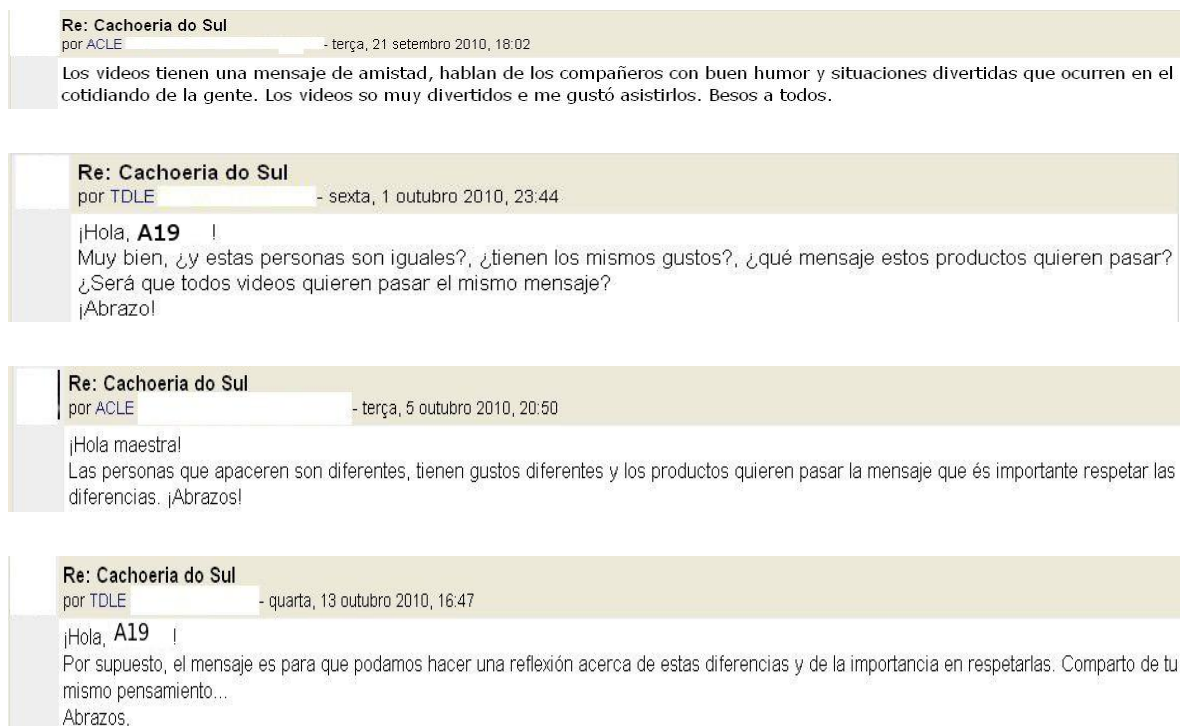 Re: Cachoeria do Sul
por ACLE - terça, 21 setembro 2010, 18:02
Los videos tienen una mensaje de amistad, hablan de los compañeros con buen humor y situaciones divertidas que ocurren en el
cotidiando de la gente. Los videos so muy divertidos e me gustó asistirlos. Besos a todos.
Re: Cachoeria do Sul
por TDLE - sexta, 1 outubro 2010, 23:44
¡Hola, A19 !
Muy bien, ¿y estas personas son iguales?, ¿tienen los mismos gustos?, ¿qué mensaje estos productos quieren pasar?
¿Será que todos videos quieren pasar el mismo mensaje?
¡Abrazo!
Re: Cachoeria do Sul
por ACLE - terça, 5 outubro 2010, 20:50
¡Hola maestra!
Las personas que apaceren son diferentes, tienen gustos diferentes y los productos quieren pasar la mensaje que és importante respetar las
diferencias. ¡Abrazos!
Re: Cachoeria do Sul
por TDLE - quarta, 13 outubro 2010, 16:47
¡Hola, A19 !
Por supuesto, el mensaje es para que podamos hacer una reflexión acerca de estas diferencias y de la importancia en respetarlas. Comparto de tu
mismo pensamiento...
Abrazos,